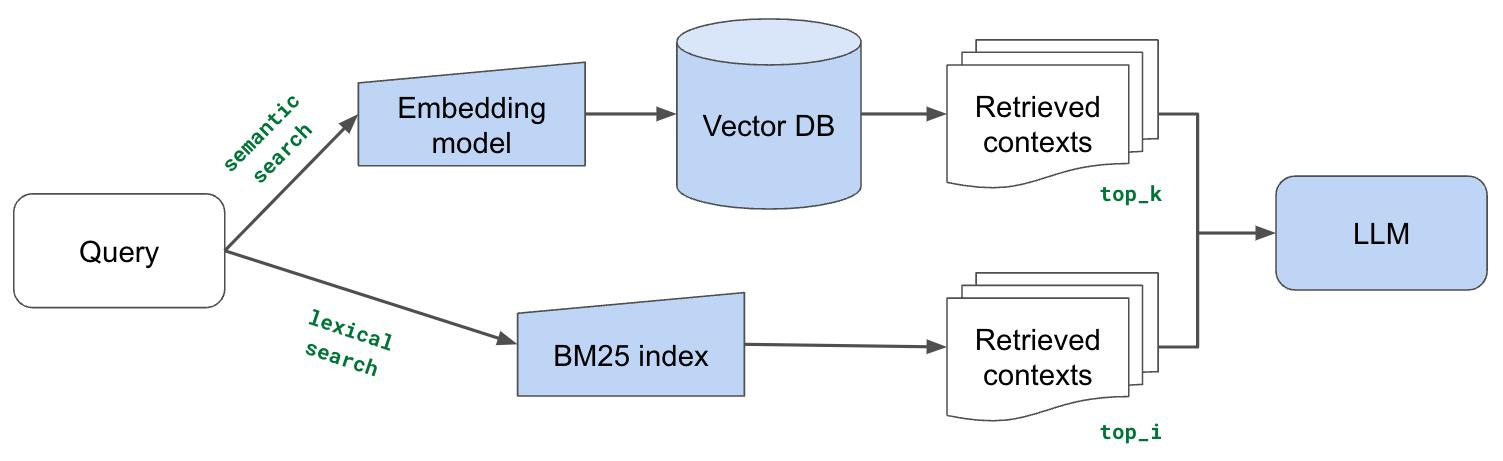 semantic
search
Embedding
model
Vector DB
Retrieved
contexts
top_k
Query
LLM
lexical
search
BM25 index
Retrieved
contexts
top_i